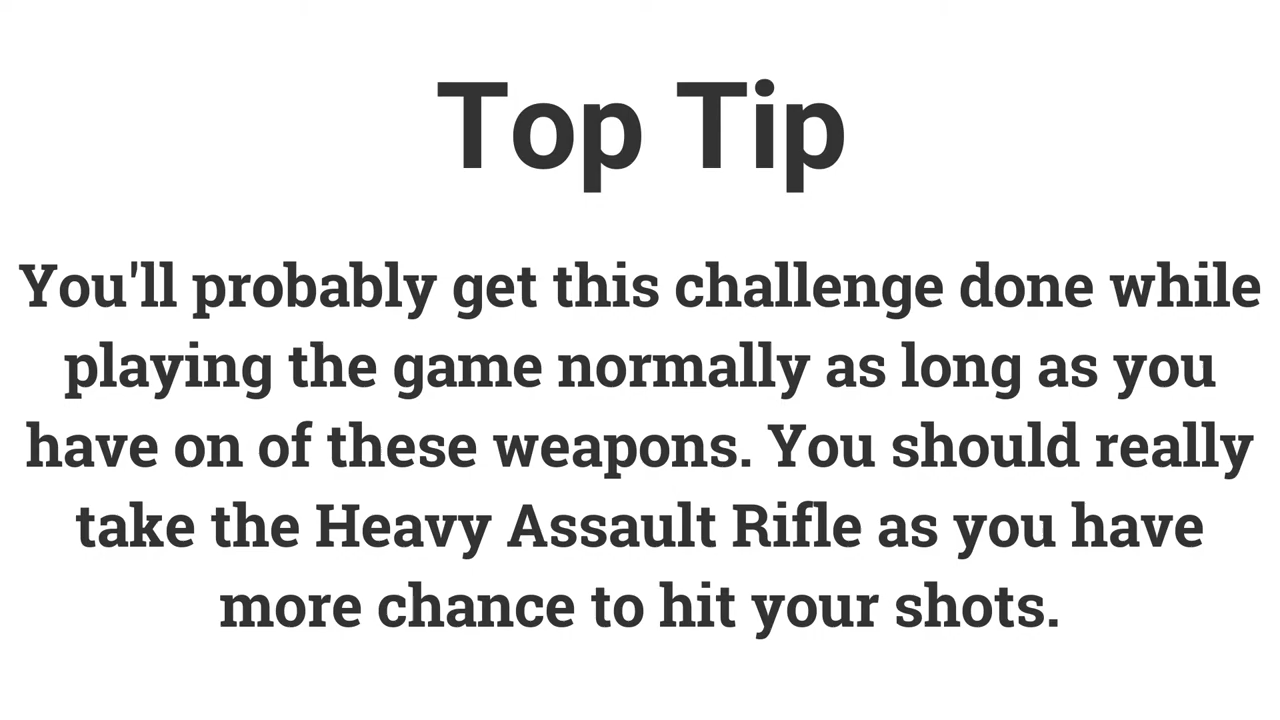 Top Tip
You'll probably get this challenge done while
playing the game normally as long as you
have on of these weapons. You should really
take the Heavy Assault Rifle as you have
more chance to hit your shots.